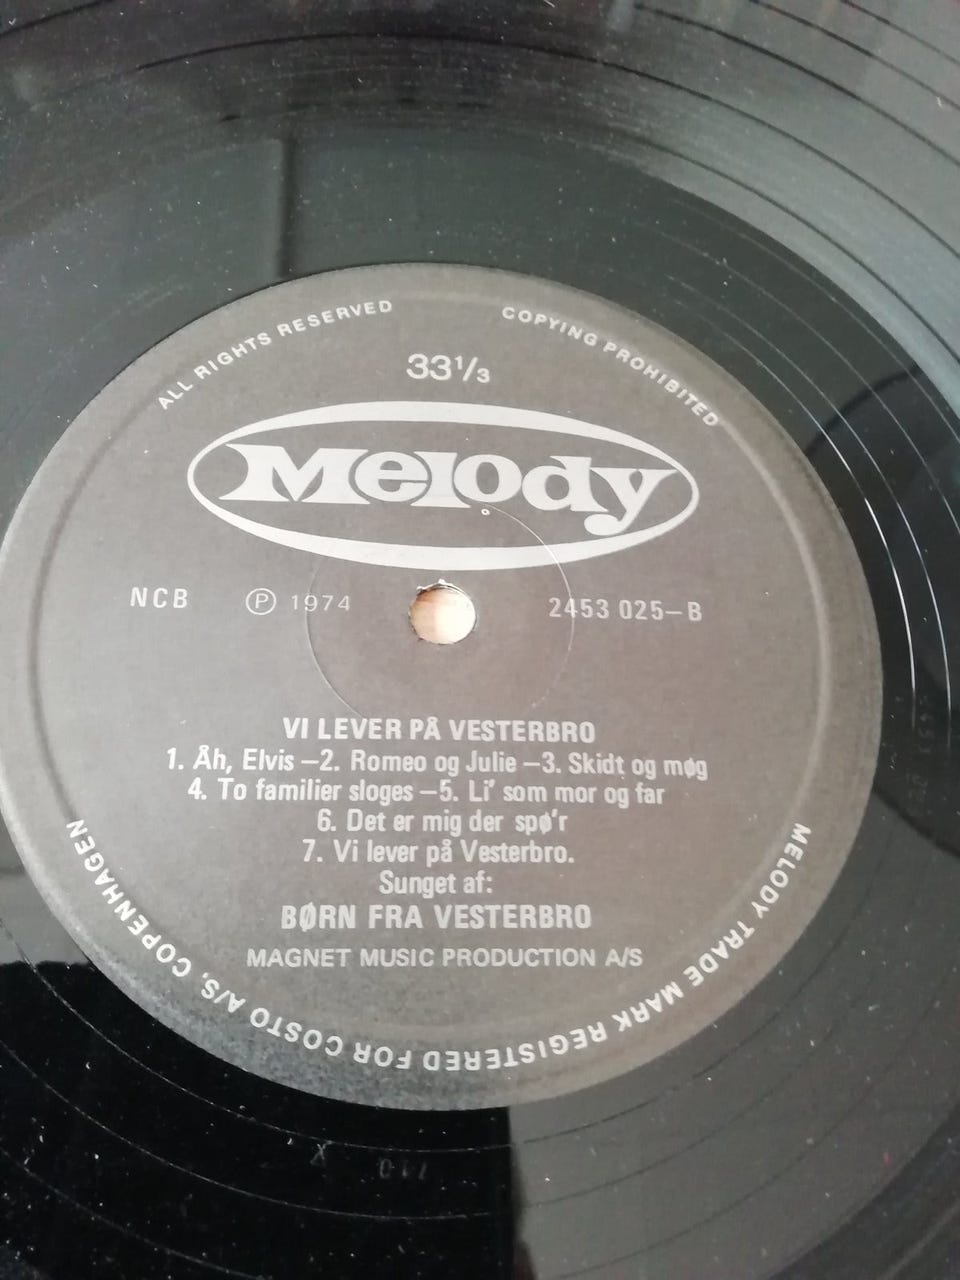 ALL RIGHTS RESERVED
COPYING PROHIBITED
33 1/3
Melody
NCB
Ⓟ 1974
2453 025–B
VI LEVER PÅ VESTERBRO
1. Åh, Elvis –2. Romeo og Julie –3. Skidt og møg
4. To familier sloges –5. Li' som mor og far
6. Det er mig der spø'r
7. Vi lever på Vesterbro.
Sunget af:
BØRN FRA VESTERBRO
MAGNET MUSIC PRODUCTION A/S
MELODY TRADE MARK REGISTERED FOR COSTO A/S, COPENHAGEN